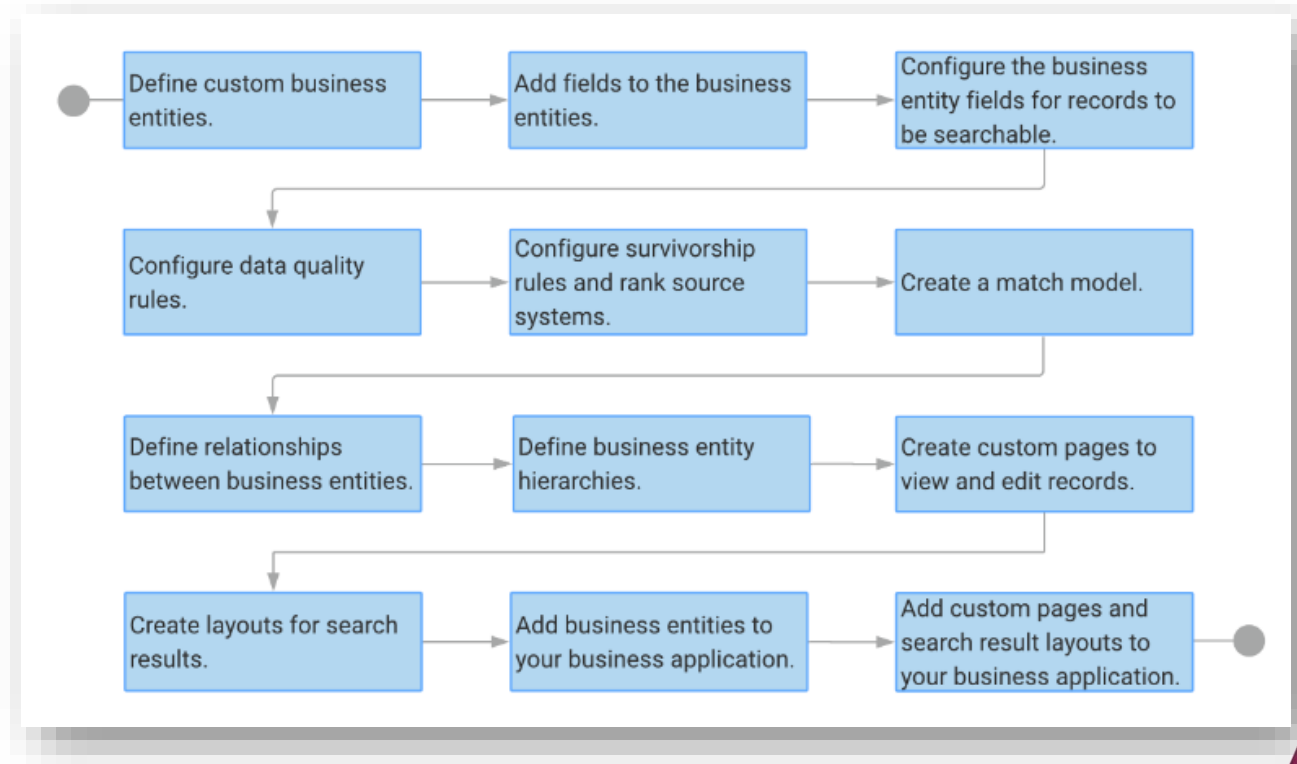 Define custom business
entities.
Add fields to the business
entities.
Configure the business
entity fields for records to
be searchable.
Configure data quality
rules.
Configure survivorship
rules and rank source
systems.
Create a match model.
Define relationships
between business entities.
Define business entity
hierarchies.
Create custom pages to
view and edit records.
Create layouts for search
results.
Add business entities to
your business application.
Add custom pages and
search result layouts to
your business application.